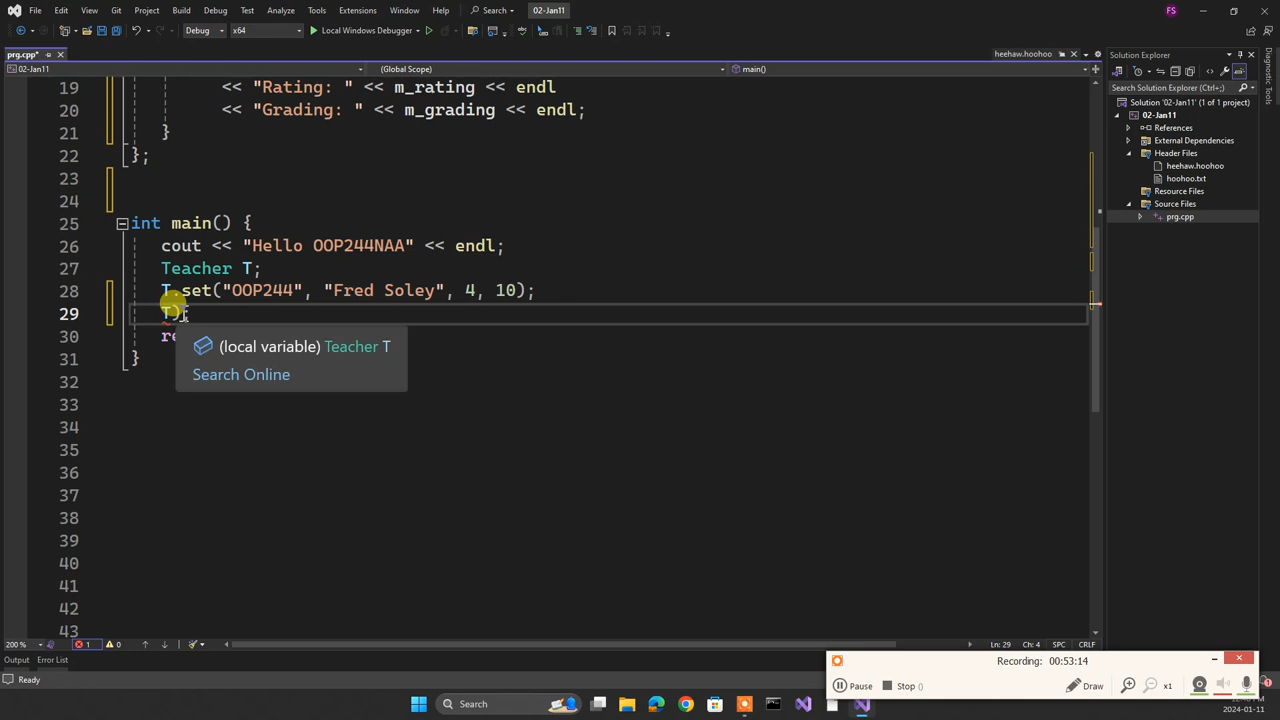 File Edit View Git Project Build Debug Test Analyze Tools Extensions Window Help Search 02-Jan11 FS
Debug x64 Local Windows Debugger
prg.cpp* heehaw.hoohoo Solution Explorer
02-Jan11 (Global Scope) main()
Search Solution Explorer (Ctrl+;)
Solution '02-Jan11' (1 of 1 project)
02-Jan11
References
External Dependencies
Header Files
heehaw.hoohoo
hoohoo.txt
Resource Files
Source Files
prg.cpp
Diagnostic Tools
19 << "Rating: " << m_rating << endl
20 << "Grading: " << m_grading << endl;
21 }
22 };
23
24
25 int main() {
26 cout << "Hello OOP244NAA" << endl;
27 Teacher T;
28 T.set("OOP244", "Fred Soley", 4, 10);
29 T);
30 re
31 }
(local variable) Teacher T
Search Online
32
33
34
35
36
37
38
39
40
41
42
43
200 % 1 0 Ln: 29 Ch: 4 SPC CRLF
Output Error List
Ready
Recording: 00:53:14
Pause Stop () Draw x1
Search
2024-01-11